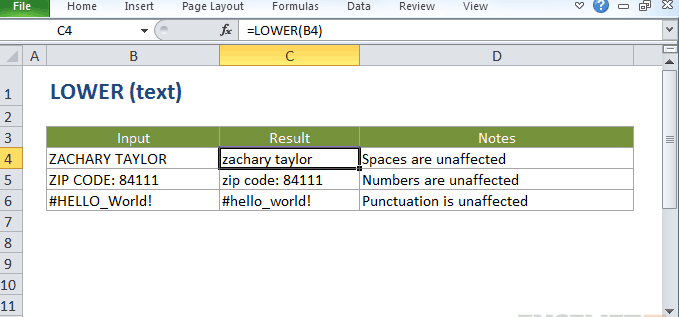 File Home Insert Page Layout Formulas Data Review View
C4 fx =LOWER(B4)
A B C D
1 LOWER (text)
2
3 Input Result Notes
4 ZACHARY TAYLOR zachary taylor Spaces are unaffected
5 ZIP CODE: 84111 zip code: 84111 Numbers are unaffected
6 #HELLO_World! #hello_world! Punctuation is unaffected
7
8
9
10
11